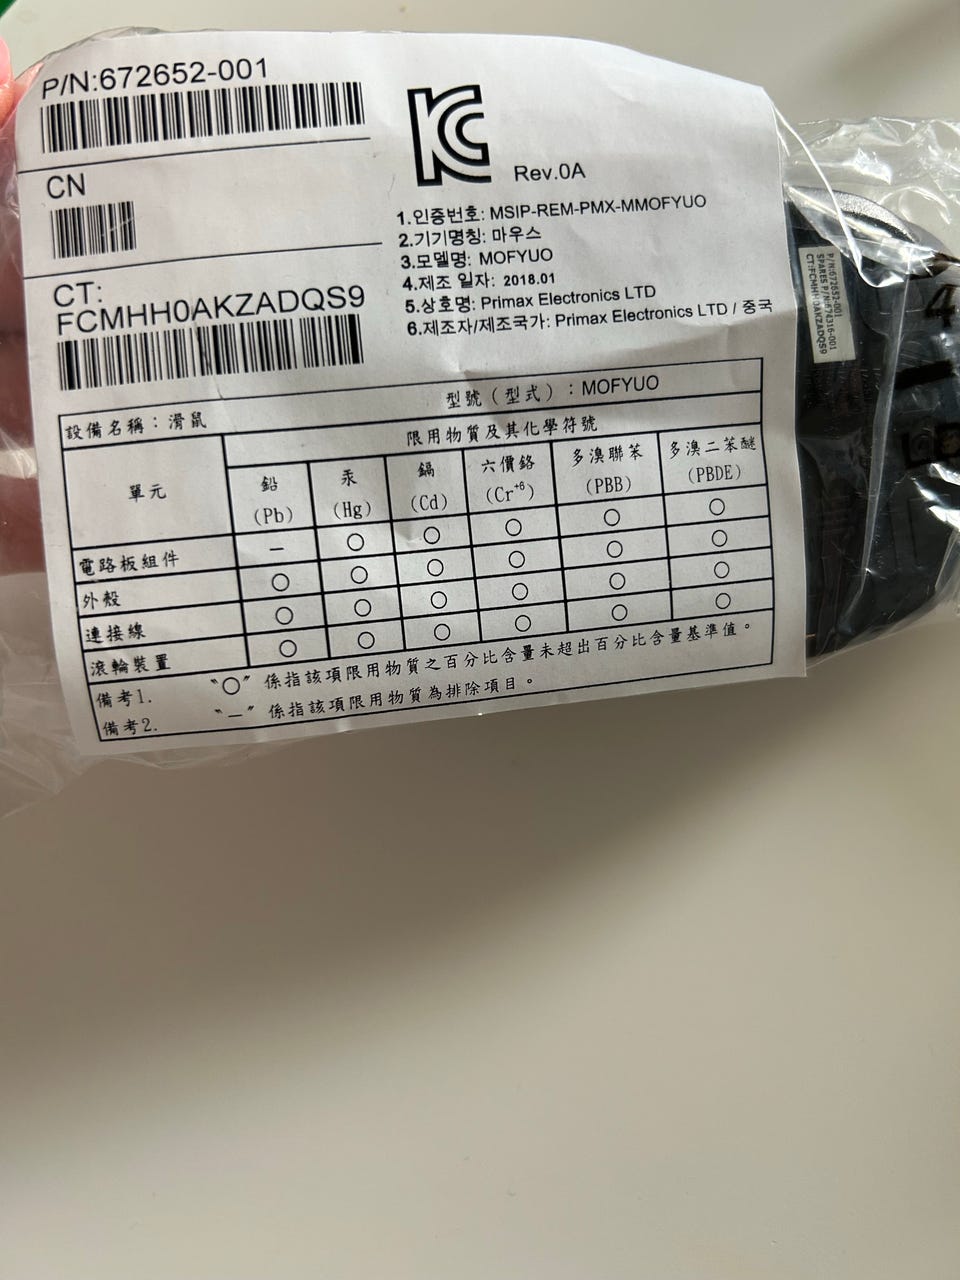 P/N:672652-001
CN
CT:
FCMHH0AKZADQS9
KC
Rev.0A
1.인증번호: MSIP-REM-PMX-MMOFYUO
2.기기명칭: 마우스
3.모델명: MOFYUO
4.제조 일자: 2018.01
5.상호명: Primax Electronics LTD
6.제조자/제조국가: Primax Electronics LTD / 중국
設備名稱：滑鼠 型號（型式）：MOFYUO
單元 限用物質及其化學符號
鉛 汞 鎘 六價鉻 多溴聯苯 多溴二苯醚
(Pb) (Hg) (Cd) (Cr⁺⁶) (PBB) (PBDE)
電路板組件 — ○ ○ ○ ○ ○
外殼 ○ ○ ○ ○ ○ ○
連接線 ○ ○ ○ ○ ○ ○
滾輪裝置 ○ ○ ○ ○ ○ ○
備考1. 〝○〞係指該項限用物質之百分比含量未超出百分比含量基準值。
備考2. 〝—〞係指該項限用物質為排除項目。
P/N:672652-001
SPARES P/N:674316-001
CT:FCMHH0AKZADQS9